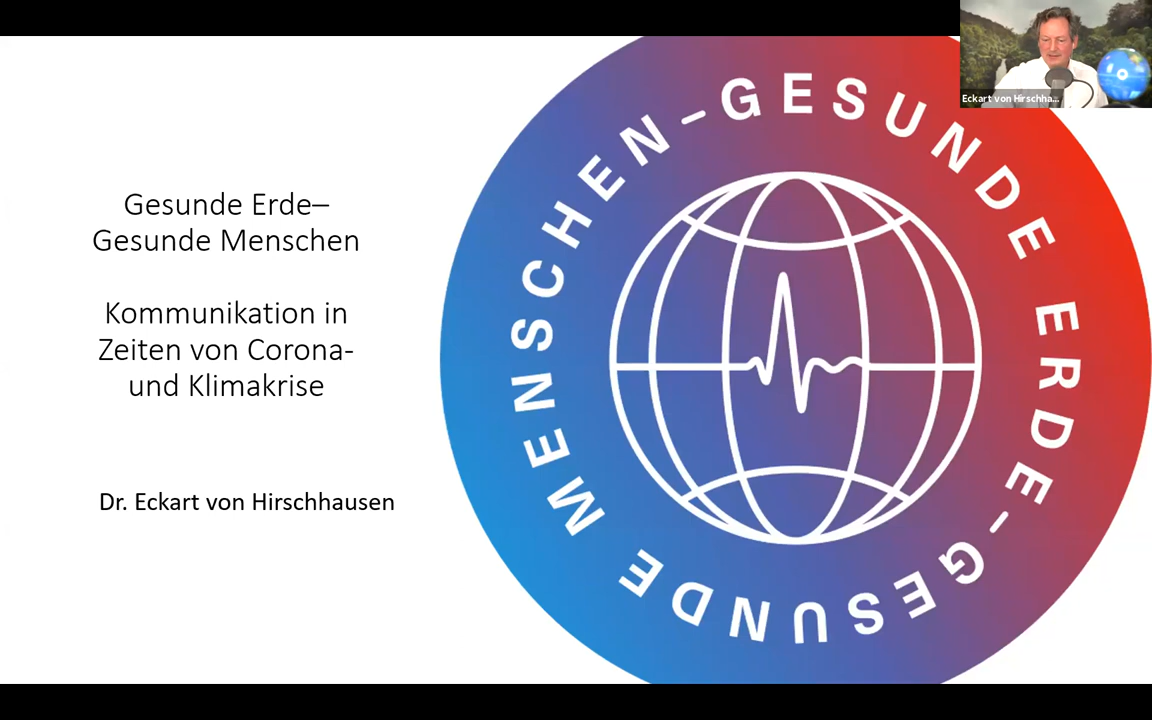 Gesunde Erde–
Gesunde Menschen
Kommunikation in
Zeiten von Corona-
und Klimakrise
Dr. Eckart von Hirschhausen
GESUNDE ERDE–GESUNDE MENSCHEN–
Eckart von Hirschha...